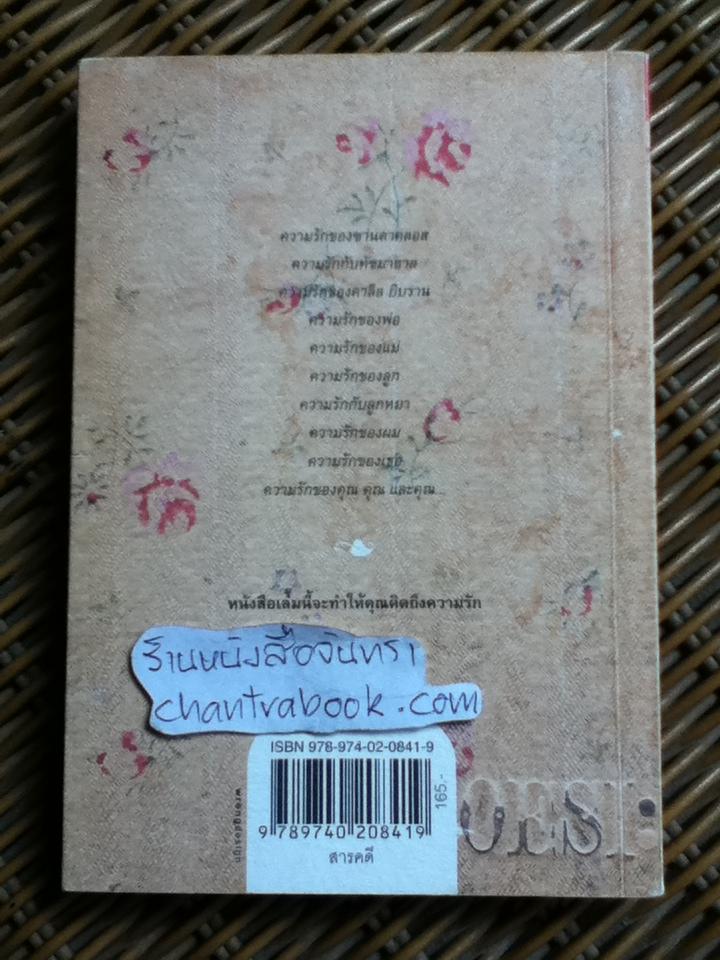 ความรักของซานตาคลอส
ความรักกับทัชมาฮาล
ความรักของคาลิล ยิบราน
ความรักของพ่อ
ความรักของแม่
ความรักของลูก
ความรักกับลูกหยา
ความรักของผม
ความรักของเธอ
ความรักของคุณ คุณ และคุณ...
หนังสือเล่มนี้จะทำให้คุณคิดถึงความรัก
ร้านหนังสือจันทรา
chantrabook.com
ISBN 978-974-02-0841-9
165.-
9 789740 208419
สารคดี
wrongdesign